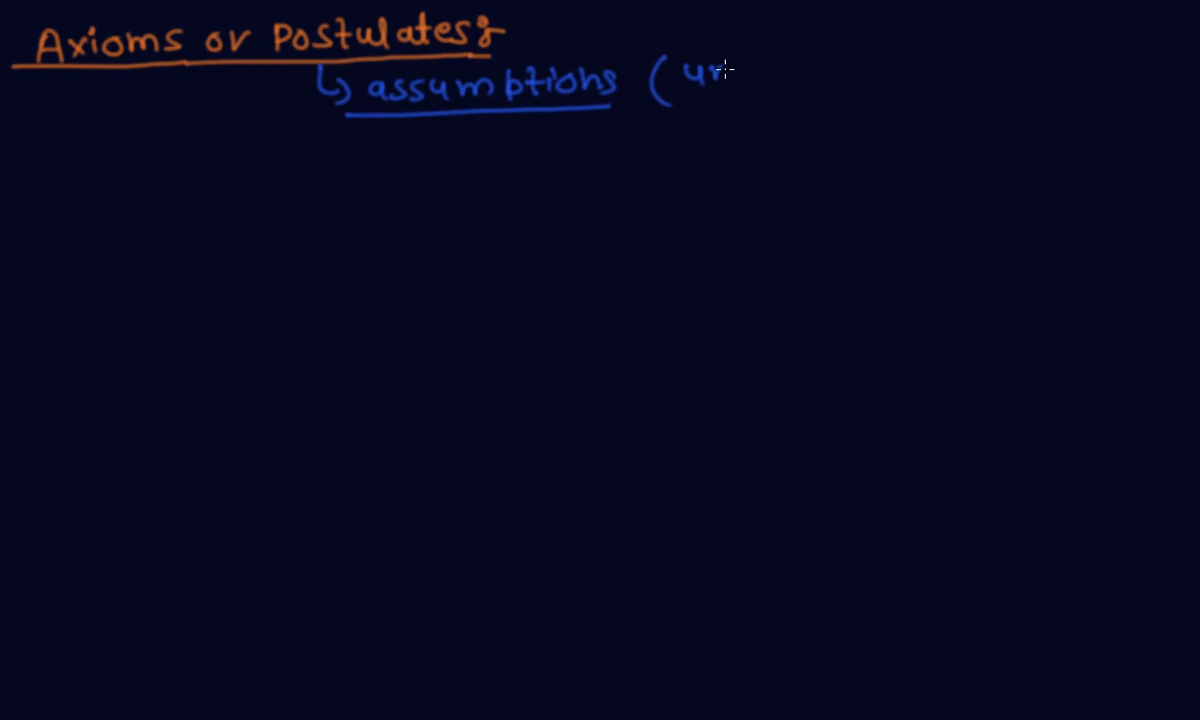 Axioms or Postulates:
↳ assumptions (